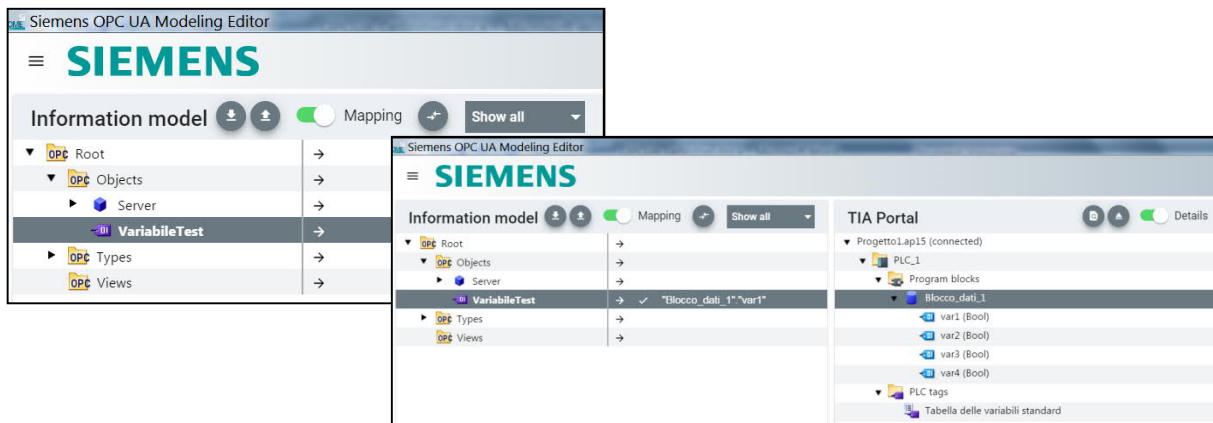 Siemens OPC UA Modeling Editor
SIEMENS
Information model Mapping Show all
OPC Root
OPC Objects
Server
VariabileTest
OPC Types
OPC Views
Siemens OPC UA Modeling Editor
SIEMENS
Information model Mapping Show all
OPC Root
OPC Objects
Server
VariabileTest "Blocco_dati_1"."var1"
OPC Types
OPC Views
TIA Portal Details
Progetto1.ap15 (connected)
PLC_1
Program blocks
Blocco_dati_1
var1 (Bool)
var2 (Bool)
var3 (Bool)
var4 (Bool)
PLC tags
Tabella delle variabili standard